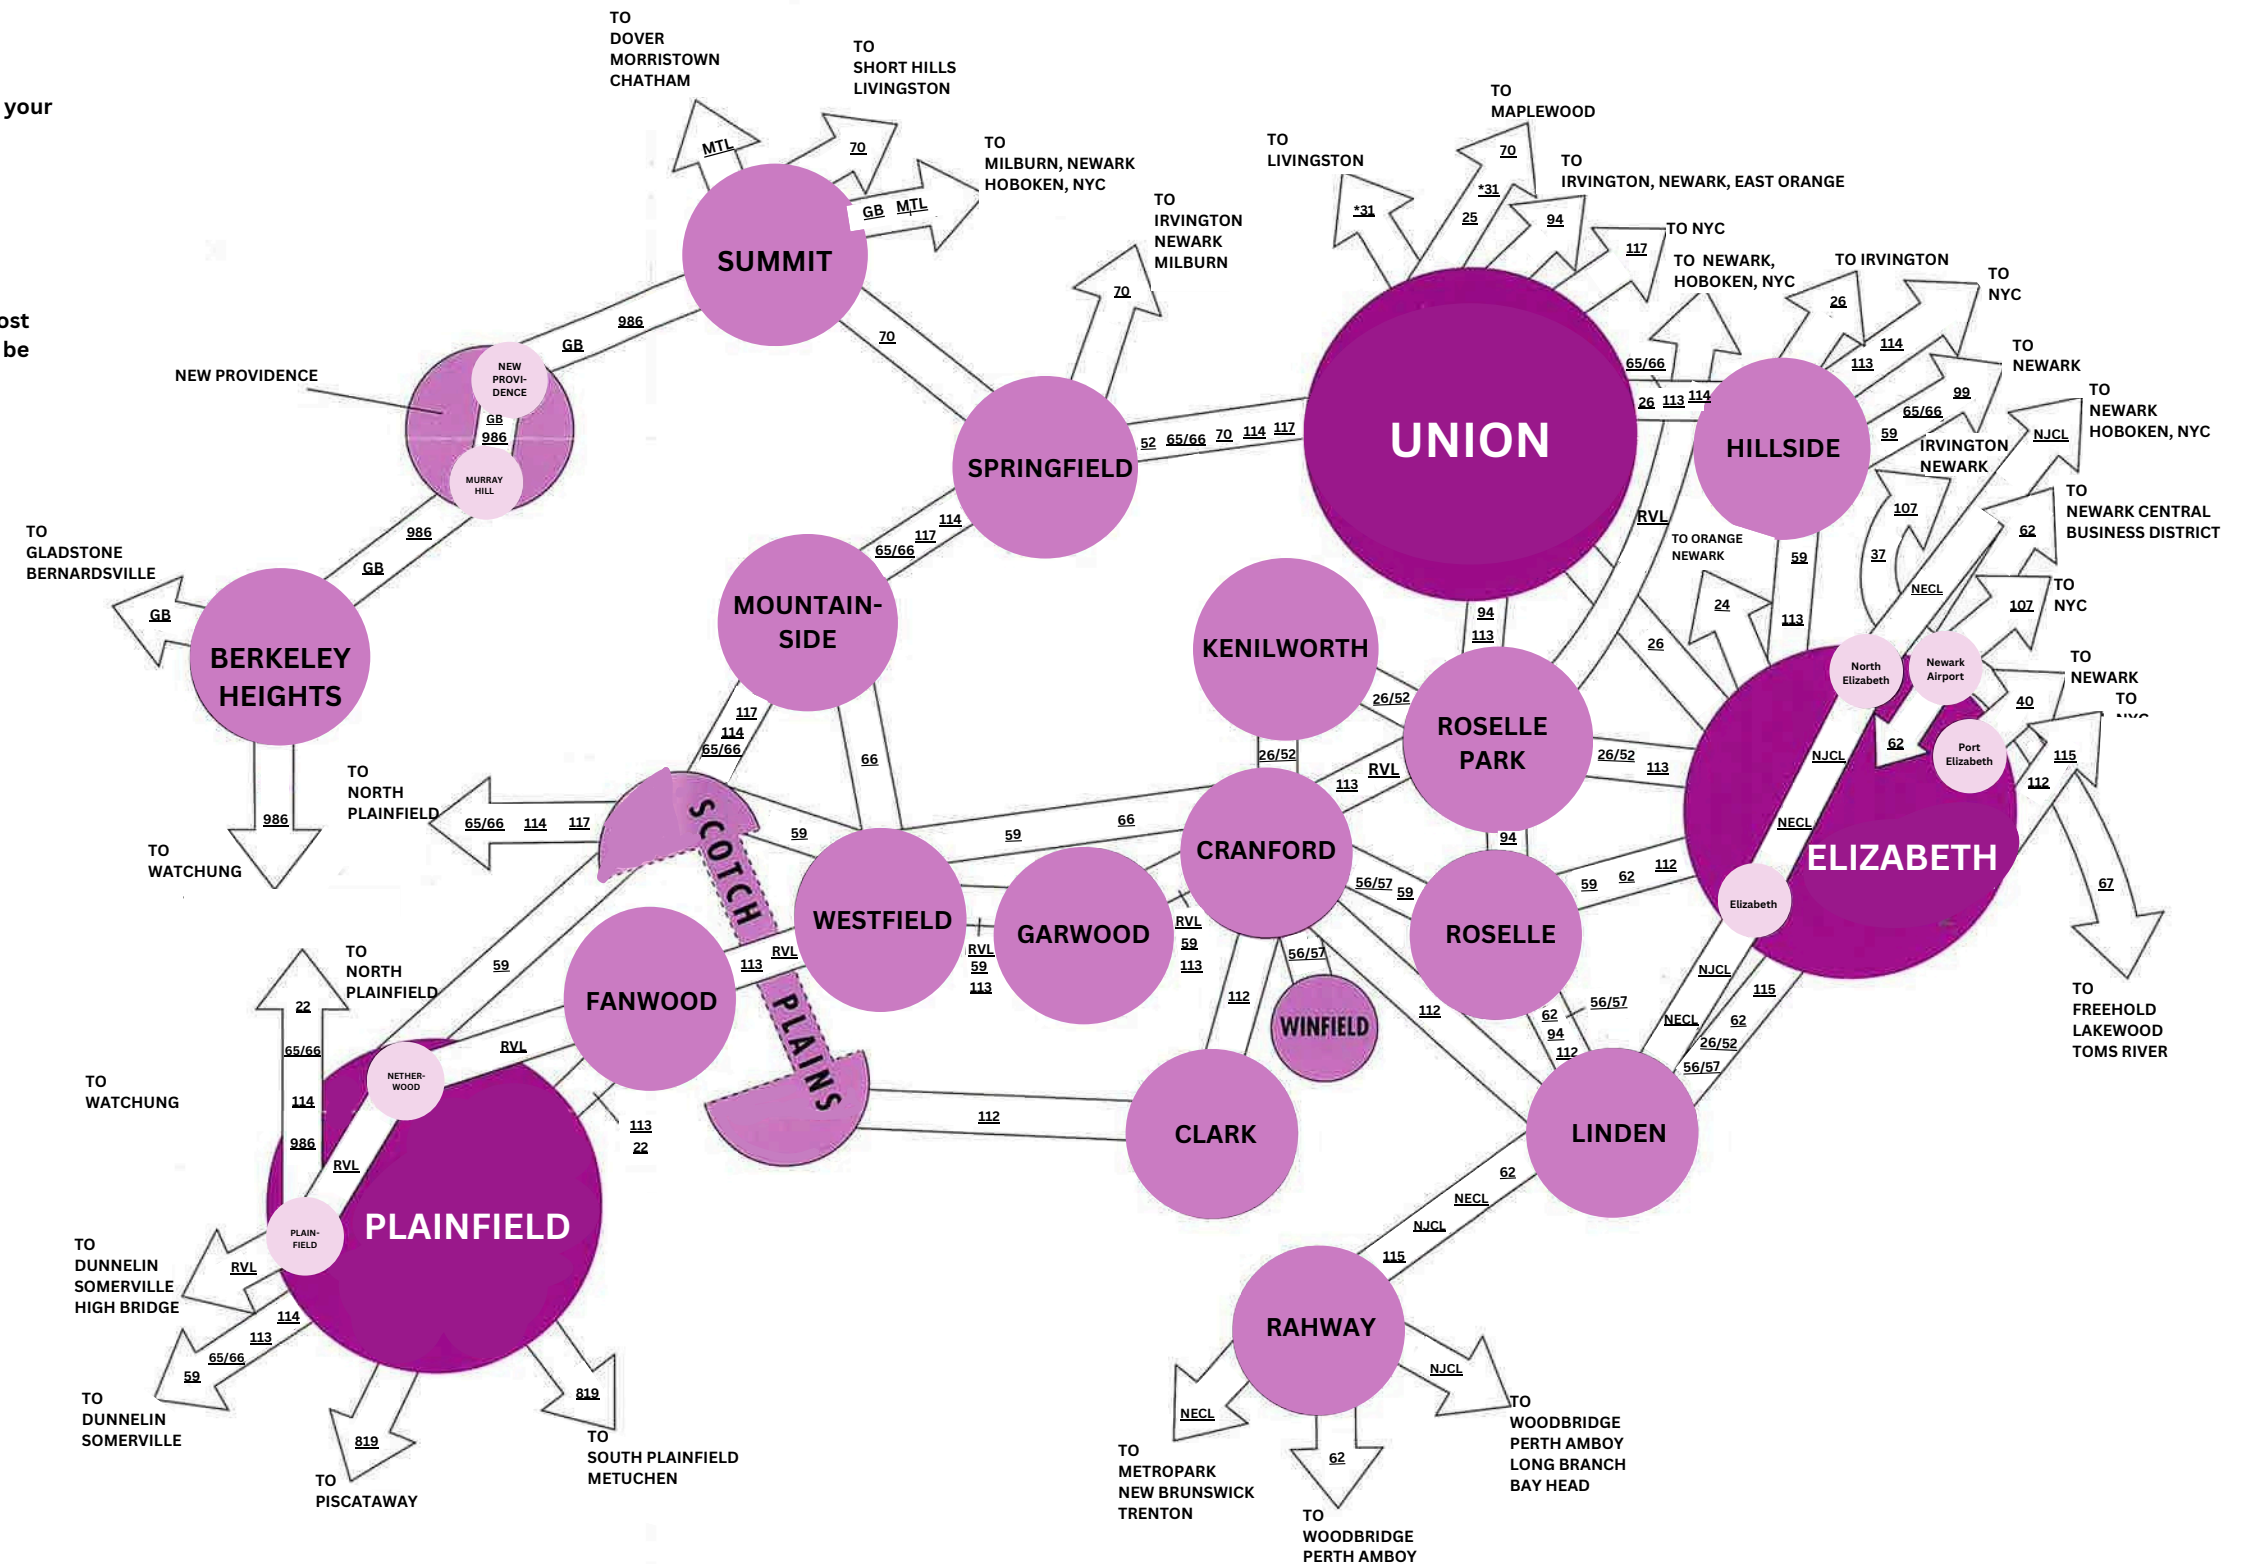 your
ost
be
TO
DOVER
MORRISTOWN
CHATHAM
MTL
TO
SHORT HILLS
LIVINGSTON
70
TO
MILBURN, NEWARK
HOBOKEN, NYC
GB MTL
SUMMIT
TO
IRVINGTON
NEWARK
MILBURN
70
TO
LIVINGSTON
*31
TO
MAPLEWOOD
70
*31
25
TO
IRVINGTON, NEWARK, EAST ORANGE
94
TO NYC
117
TO NEWARK,
HOBOKEN, NYC
TO IRVINGTON
26
TO
NYC
114
113
TO
NEWARK
99
65/66
59
TO
NEWARK
HOBOKEN, NYC
NJCL
IRVINGTON
NEWARK
107
37
NECL
TO
NEWARK CENTRAL
BUSINESS DISTRICT
62
TO
NYC
107
TO
NEWARK
40
TO
NYC
115
112
67
TO
FREEHOLD
LAKEWOOD
TOMS RIVER
986
GB
NEW PROVIDENCE
NEW
PROVI-
DENCE
GB
986
MURRAY
HILL
986
GB
TO
GLADSTONE
BERNARDSVILLE
GB
BERKELEY
HEIGHTS
986
TO
WATCHUNG
70
SPRINGFIELD
52 65/66 70 114 117
UNION
65/66
26 113 114
HILLSIDE
RVL
TO ORANGE
NEWARK
24
59
113
26
114
117
65/66
MOUNTAIN-
SIDE
117
114
65/66
66
KENILWORTH
26/52
26/52
94
113
ROSELLE
PARK
26/52
113
RVL
113
94
North
Elizabeth
Newark
Airport
Port
Elizabeth
62
NJCL
NECL
ELIZABETH
Elizabeth
TO
NORTH
PLAINFIELD
65/66 114 117
SCOTCH
PLAINS
59
59
66
CRANFORD
56/57
59
ROSELLE
59 62 112
WESTFIELD
RVL
59
113
GARWOOD
RVL
59
113
FANWOOD
113
RVL
59
RVL
113
22
TO
NORTH
PLAINFIELD
22
65/66
114
986
TO
WATCHUNG
NETHER-
WOOD
RVL
PLAIN-
FIELD
PLAINFIELD
TO
DUNNELIN
SOMERVILLE
HIGH BRIDGE
RVL
114
113
65/66
59
TO
DUNNELIN
SOMERVILLE
819
TO
PISCATAWAY
819
TO
SOUTH PLAINFIELD
METUCHEN
112
CLARK
112
56/57
WINFIELD
112
62
94
112
56/57
NJCL
NECL
115
62
26/52
56/57
LINDEN
62
NECL
NJCL
115
RAHWAY
NECL
TO
METROPARK
NEW BRUNSWICK
TRENTON
62
TO
WOODBRIDGE
PERTH AMBOY
NJCL
TO
WOODBRIDGE
PERTH AMBOY
LONG BRANCH
BAY HEAD